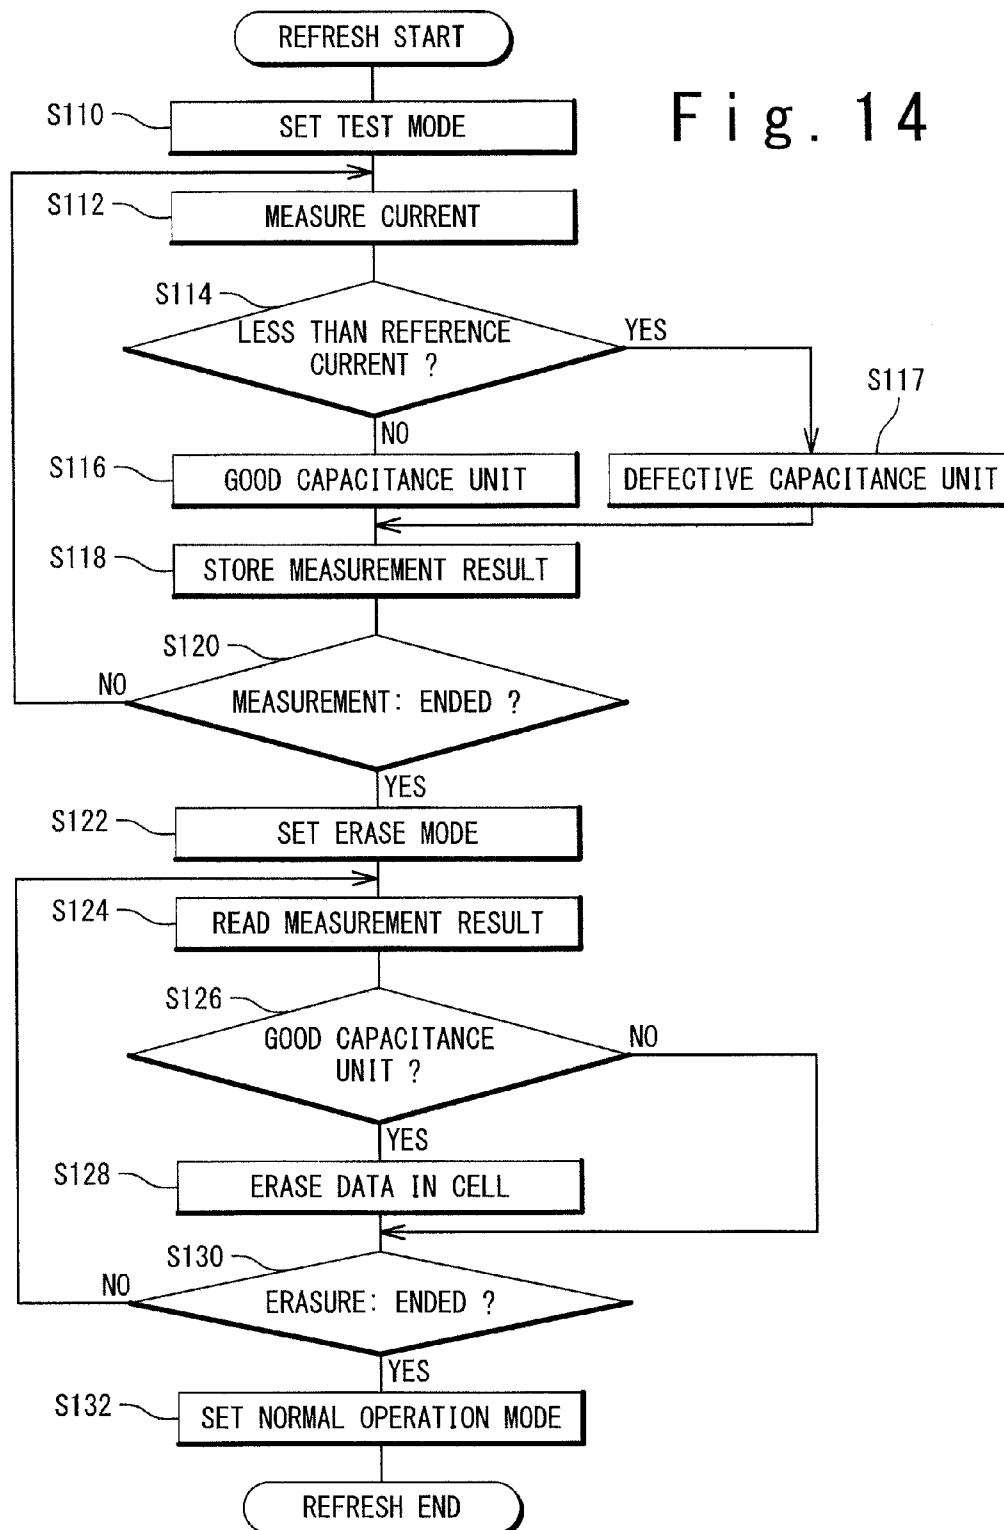 REFRESH START
Fig. 14
S110
SET TEST MODE
S112
MEASURE CURRENT
S114
LESS THAN REFERENCE
CURRENT ?
YES
NO
S117
S116
GOOD CAPACITANCE UNIT
DEFECTIVE CAPACITANCE UNIT
S118
STORE MEASUREMENT RESULT
S120
NO
MEASUREMENT: ENDED ?
YES
S122
SET ERASE MODE
S124
READ MEASUREMENT RESULT
S126
GOOD CAPACITANCE
UNIT ?
NO
YES
S128
ERASE DATA IN CELL
S130
NO
ERASURE: ENDED ?
YES
S132
SET NORMAL OPERATION MODE
REFRESH END